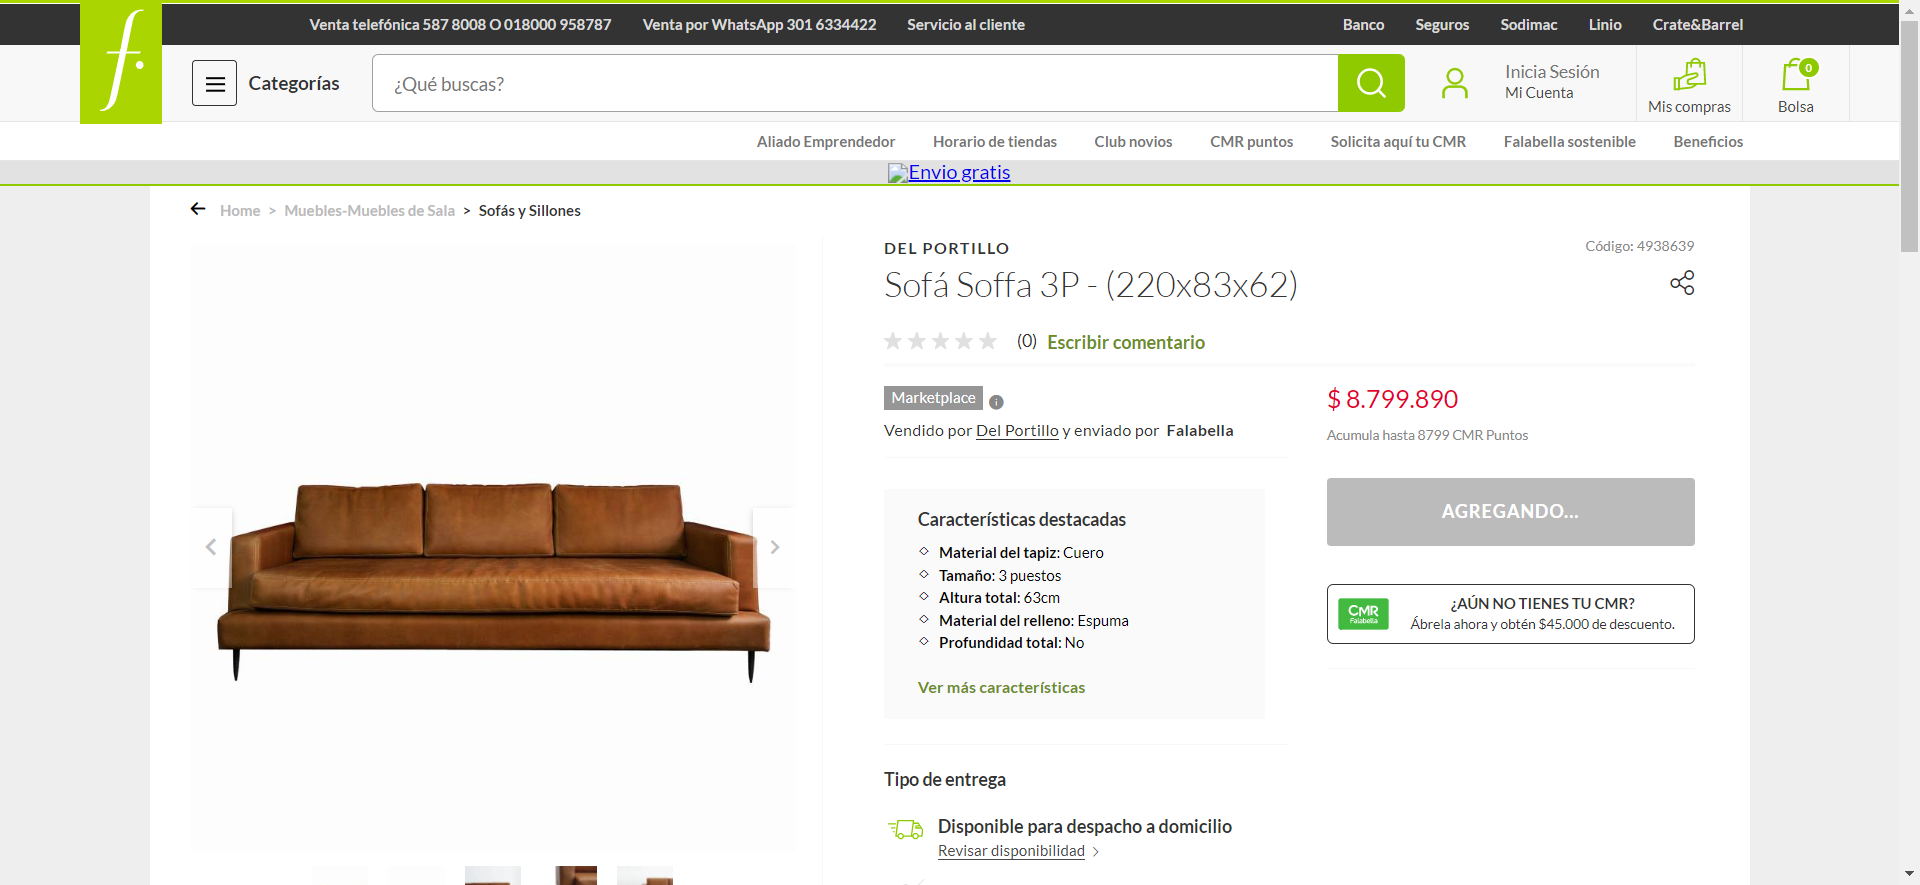 Venta telefónica 587 8008 O 018000 958787 Venta por WhatsApp 301 6334422 Servicio al cliente Banco Seguros Sodimac Linio Crate&Barrel
f.
Categorías ¿Qué buscas? Inicia Sesión
Mi Cuenta
Mis compras
0
Bolsa
Aliado Emprendedor Horario de tiendas Club novios CMR puntos Solicita aquí tu CMR Falabella sostenible Beneficios
Envio gratis
Home > Muebles-Muebles de Sala > Sofás y Sillones
DEL PORTILLO
Código: 4938639
Sofá Soffa 3P - (220x83x62)
(0) Escribir comentario
Marketplace i
Vendido por Del Portillo y enviado por Falabella
$ 8.799.890
Acumula hasta 8799 CMR Puntos
AGREGANDO...
CMR
Falabella
¿AÚN NO TIENES TU CMR?
Ábrela ahora y obtén $45.000 de descuento.
Características destacadas
Material del tapiz: Cuero
Tamaño: 3 puestos
Altura total: 63cm
Material del relleno: Espuma
Profundidad total: No
Ver más características
Tipo de entrega
Disponible para despacho a domicilio
Revisar disponibilidad >